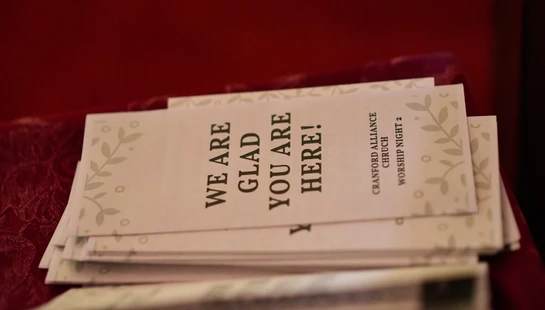 WE ARE
GLAD
YOU ARE
HERE!
CRANFORD ALLIANCE
CHRUCH
WORSHIP NIGHT 2